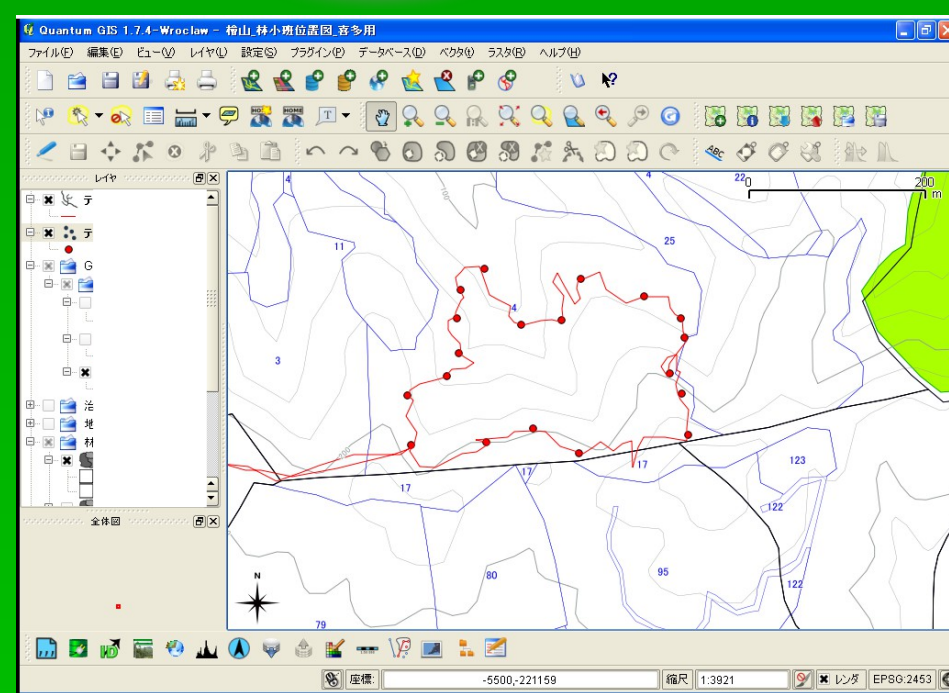 Quantum GIS 1.7.4-Wroclaw - 檜山_林小班位置図_喜多用
ファイル(F) 編集(E) ビュー(V) レイヤ(L) 設定(S) プラグイン(P) データベース(D) ベクタ(t) ラスタ(R) ヘルプ(H)
T
ABC
レイヤ
テ
テ
G
治
地
林
全体図
4
4
22
0
200
m
100
11
25
4
3
100
17
17
17
123
122
122
80
95
79
N
座標:
-5500,-221159
縮尺
1:3921
レンダ
EPSG:2453